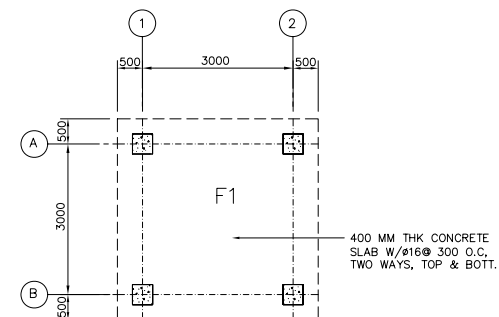 1
2
500
3000
500
500
A
3000
F1
400 MM THK CONCRETE
SLAB W/ø16@ 300 O.C,
TWO WAYS, TOP & BOTT.
B
500